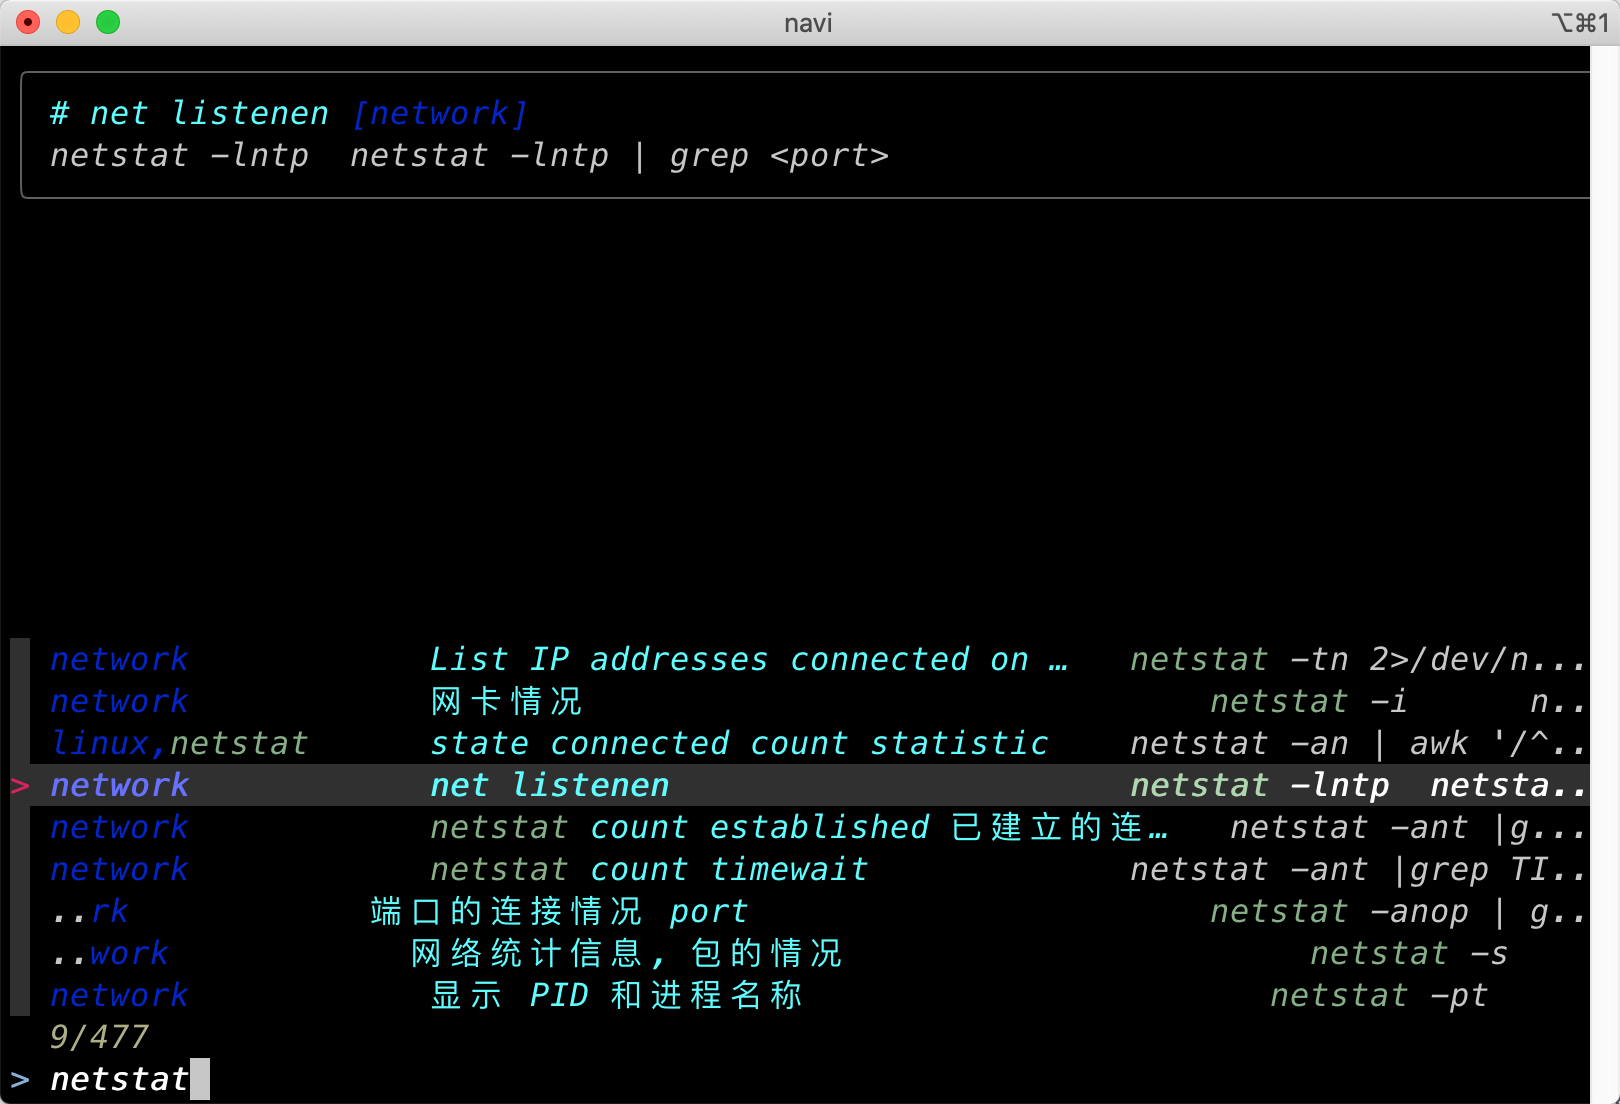 navi ⌥⌘1
# net listenen [network]
netstat -lntp  netstat -lntp | grep <port>
network List IP addresses connected on … netstat -tn 2>/dev/n...
network 网卡情况 netstat -i n..
linux,netstat state connected count statistic netstat -an | awk '/^..
> network net listenen netstat -lntp  netsta..
network netstat count established 已建立的连… netstat -ant |g...
network netstat count timewait netstat -ant |grep TI..
..rk 端口的连接情况 port netstat -anop | g..
..work 网络统计信息, 包的情况 netstat -s
network 显示 PID 和进程名称 netstat -pt
9/477
> netstat